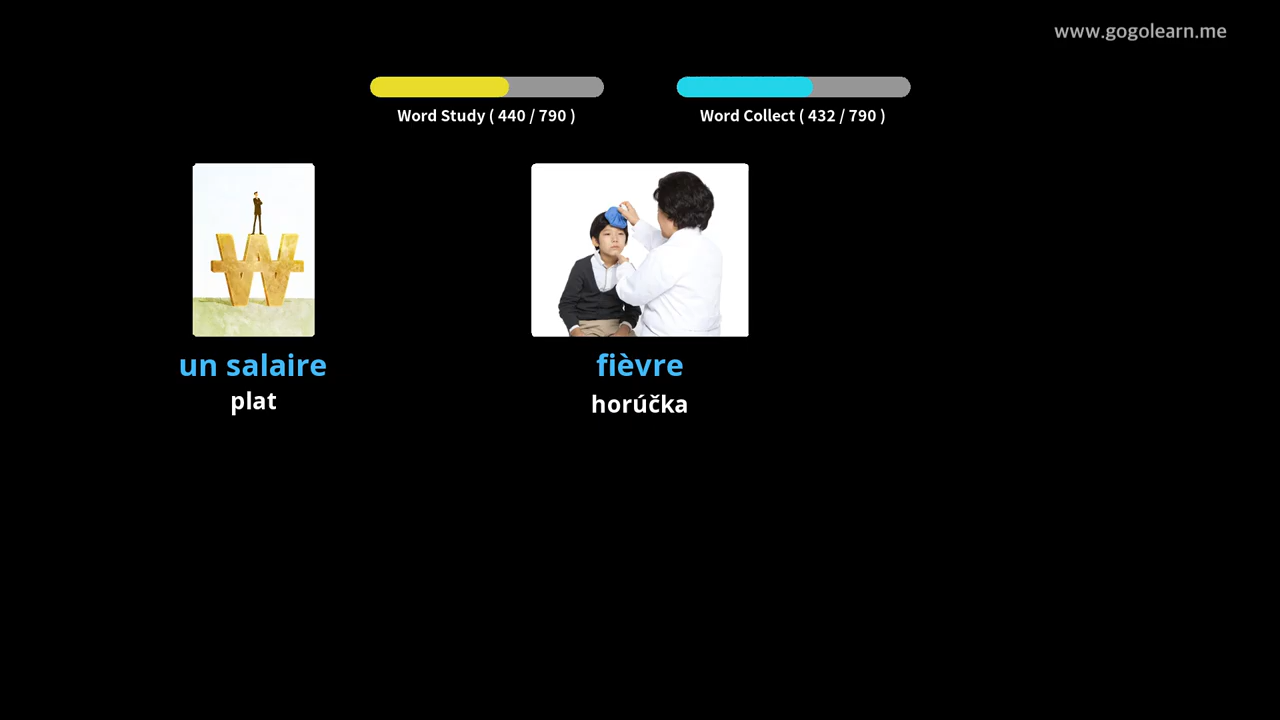 www.gogolearn.me
Word Study ( 440 / 790 )
Word Collect ( 432 / 790 )
un salaire
plat
fièvre
horúčka